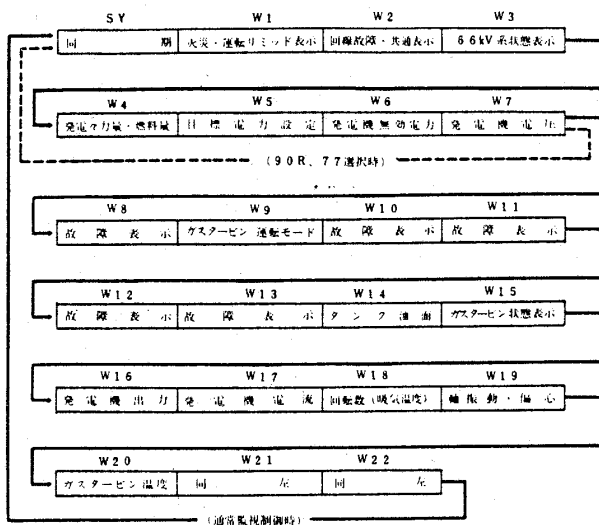 SY W1 W2 W3
同 期 火災・運転リミッド表示 回線故障・共通表示 66kV系状態表示
W4 W5 W6 W7
発電々力量・燃料量 目標電力設定 発電機無効電力 発電機電圧
(90R、77選択時)
W8 W9 W10 W11
故障表示 ガスタービン運転モード 故障表示 故障表示
W12 W13 W14 W15
故障表示 故障表示 タンク油面 ガスタービン状態表示
W16 W17 W18 W19
発電機出力 発電機電流 回転数(吸気温度) 軸振動・偏心
W20 W21 W22
ガスタービン温度 同 左 同 左
(通常監視制御時)